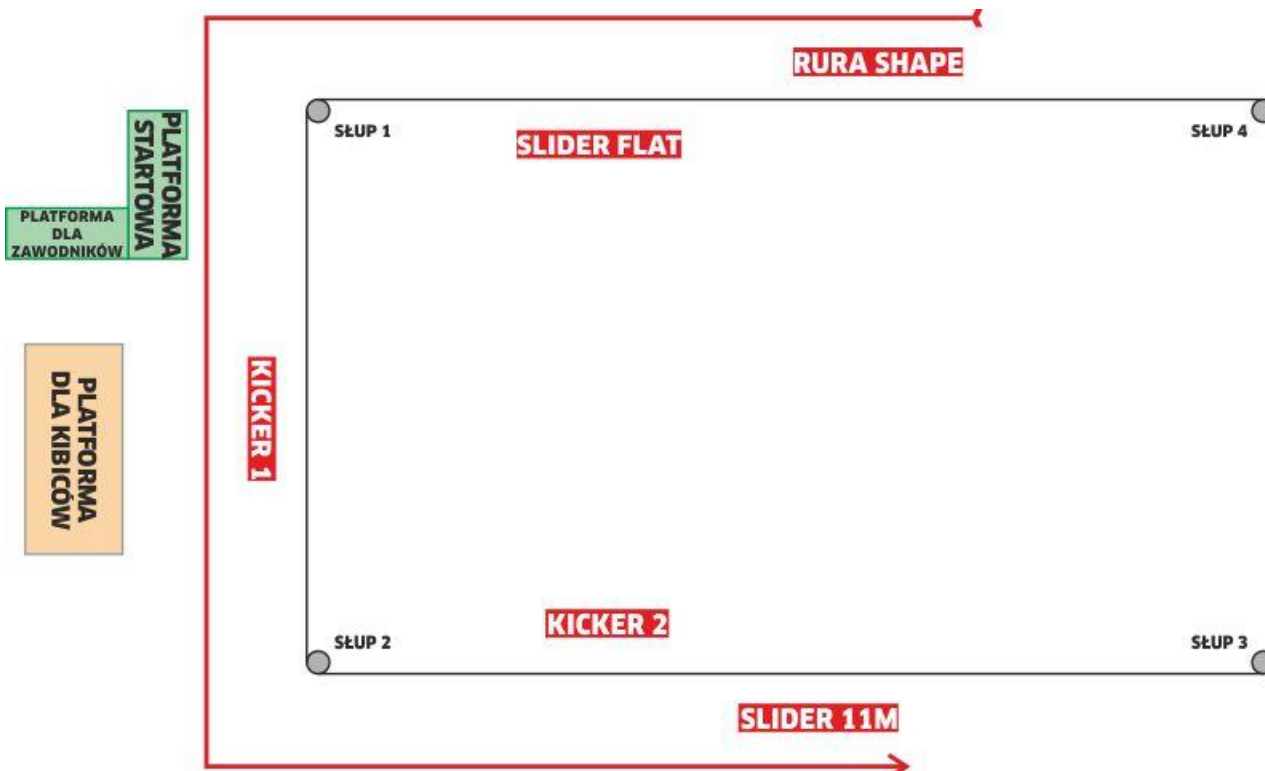 RURA SHAPE
SŁUP 1
SŁUP 4
SLIDER FLAT
PLATFORMA
STARTOWA
PLATFORMA
DLA
ZAWODNIKÓW
KICKER 1
PLATFORMA
DLA KIBICÓW
KICKER 2
SŁUP 2
SŁUP 3
SLIDER 11M